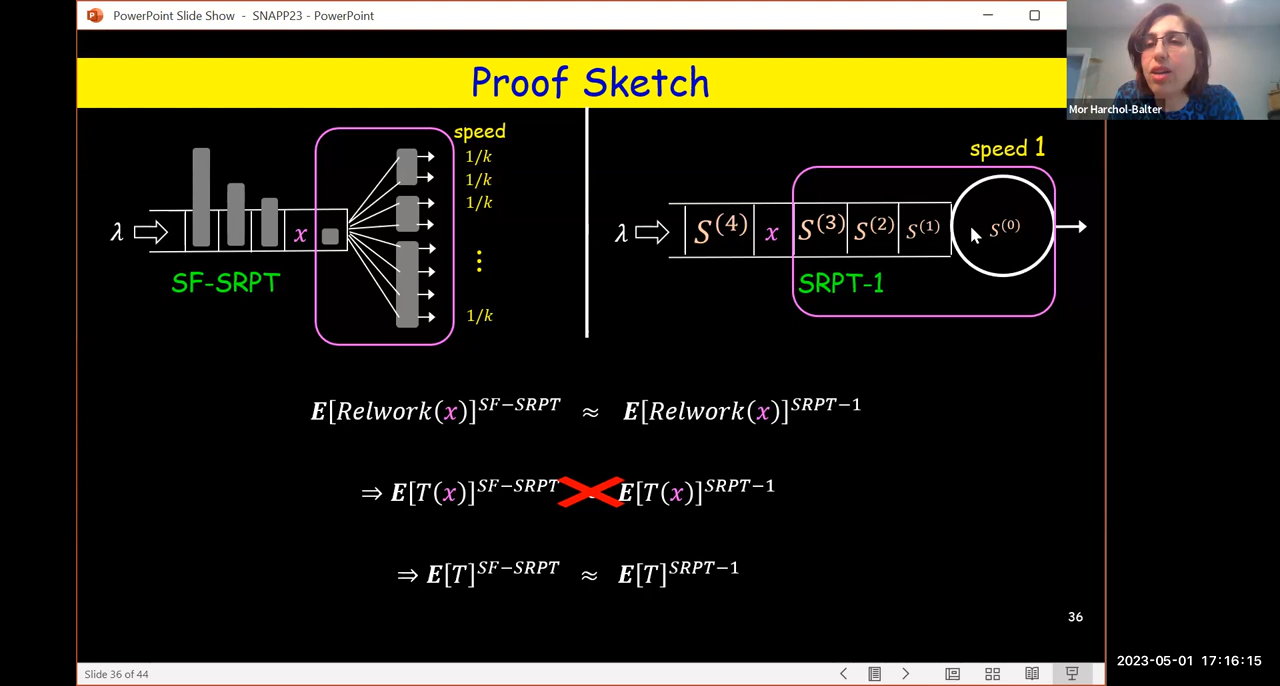 PowerPoint Slide Show - SNAPP23 - PowerPoint
Mor Harchol-Balter
Proof Sketch
speed
1/k
1/k
1/k
⋮
1/k
λ
x
SF-SRPT
speed 1
λ
S^(4) x S^(3) S^(2) S^(1) S^(0)
SRPT-1
E[Relwork(x)]^SF-SRPT ≈ E[Relwork(x)]^SRPT-1
⇒ E[T(x)]^SF-SRPT E[T(x)]^SRPT-1
⇒ E[T]^SF-SRPT ≈ E[T]^SRPT-1
36
Slide 36 of 44
2023-05-01 17:16:15